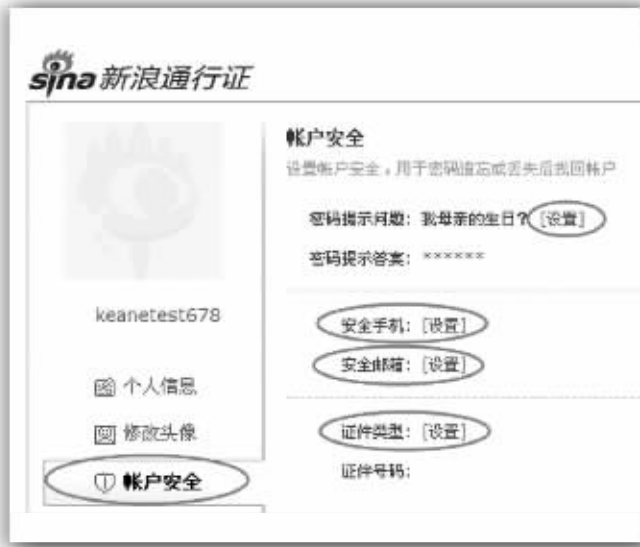 sina新浪通行证
帐户安全
设置帐户安全，用于密码遗忘或丢失后找回帐户
密码提示问题：我母亲的生日？[设置]
密码提示答案：******
安全手机：[设置]
安全邮箱：[设置]
证件类型：[设置]
证件号码：
keanetest678
个人信息
修改头像
帐户安全